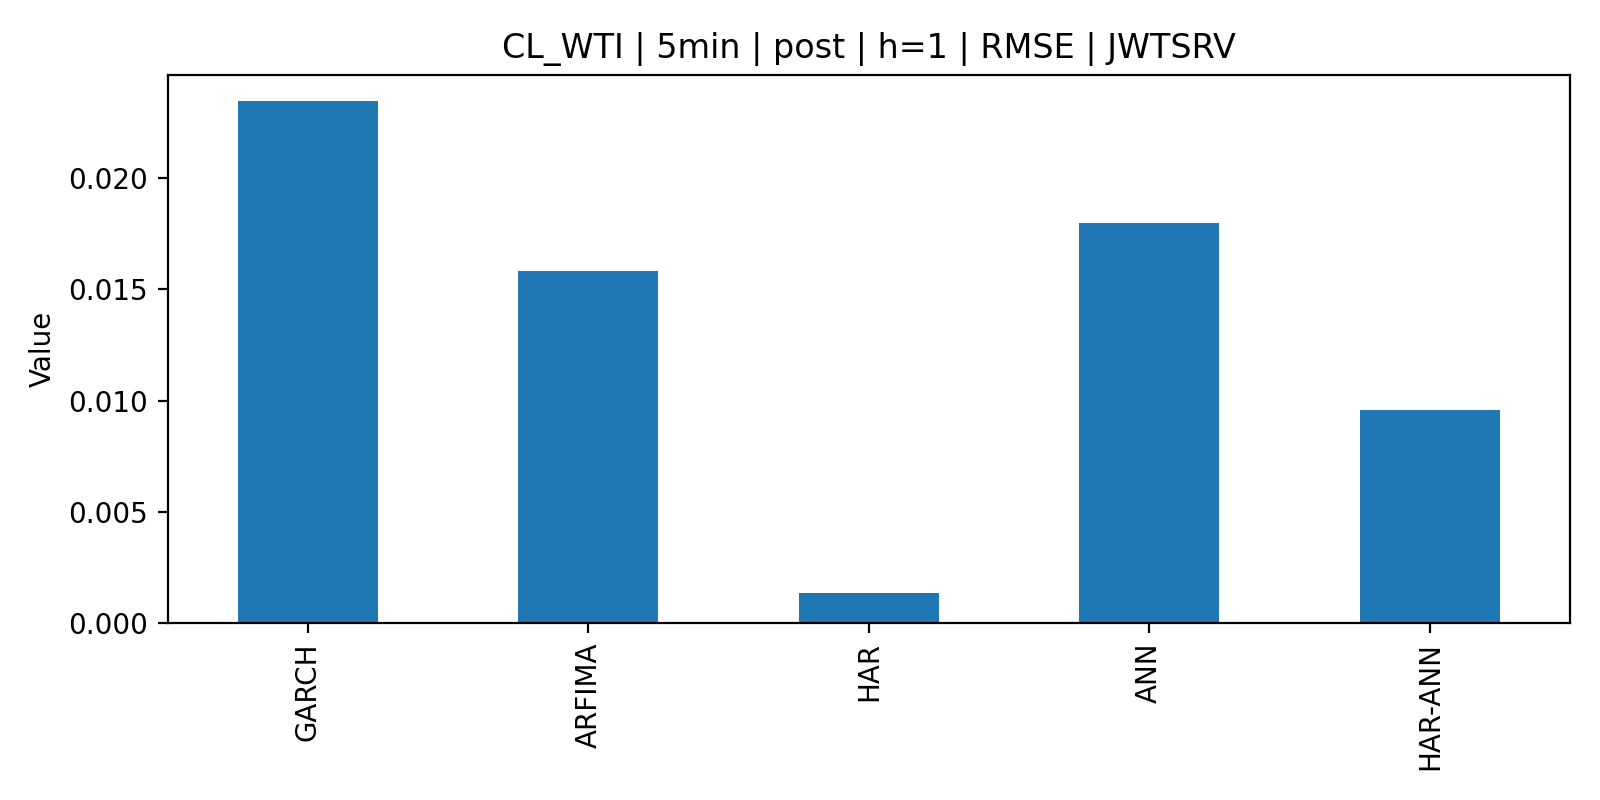 CL_WTI | 5min | post | h=1 | RMSE | JWTSRV
Value
0.020
0.015
0.010
0.005
0.000
GARCH
ARFIMA
HAR
ANN
HAR-ANN